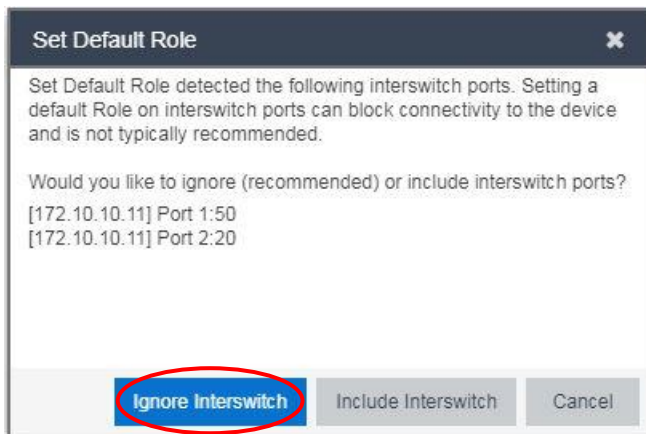 Set Default Role
Set Default Role detected the following interswitch ports. Setting a
default Role on interswitch ports can block connectivity to the device
and is not typically recommended.
Would you like to ignore (recommended) or include interswitch ports?
[172.10.10.11] Port 1:50
[172.10.10.11] Port 2:20
Ignore Interswitch Include Interswitch Cancel